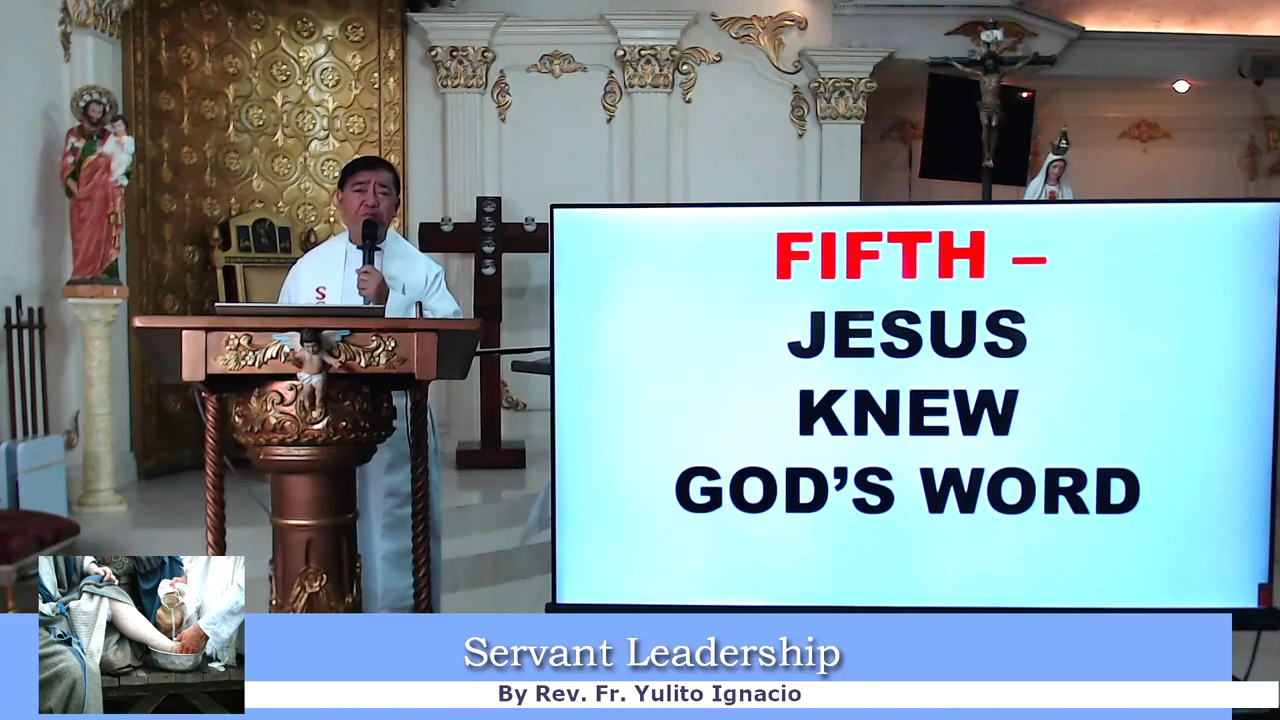 FIFTH –
JESUS
KNEW
GOD'S WORD
Servant Leadership
By Rev. Fr. Yulito Ignacio